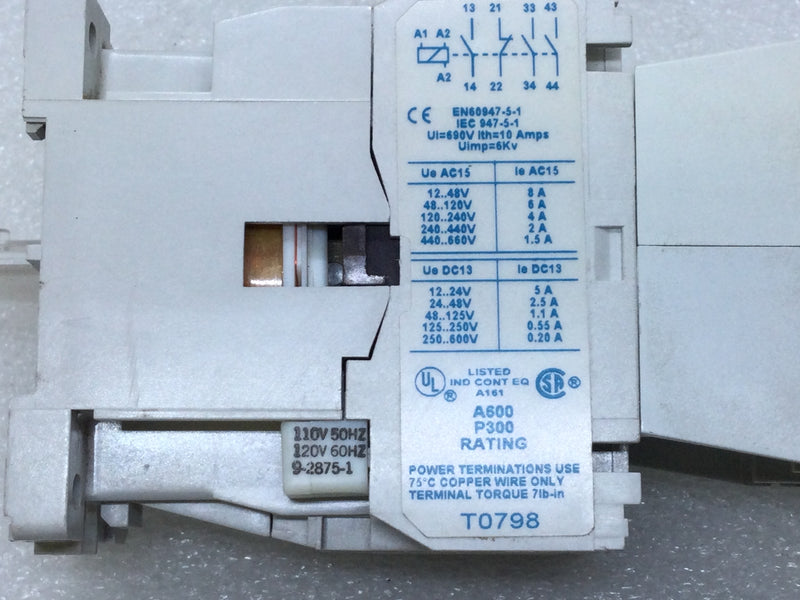 13 21 33 43
A1 A2
A2
14 22 34 44
CE EN60947-5-1
IEC 947-5-1
Ui=690V Ith=10 Amps
Uimp=6Kv
Ue AC15 Ie AC15
12..48V 8 A
48..120V 6 A
120..240V 4 A
240..440V 2 A
440..660V 1.5 A
Ue DC13 Ie DC13
12..24V 5 A
24..48V 2.5 A
48..125V 1.1 A
125..250V 0.55 A
250..600V 0.20 A
UL ® LISTED SA ®
IND CONT EQ
A161
A600
P300
RATING
110V 50HZ
120V 60HZ
9-2875-1
POWER TERMINATIONS USE
75°C COPPER WIRE ONLY
TERMINAL TORQUE 7lb-in
T0798